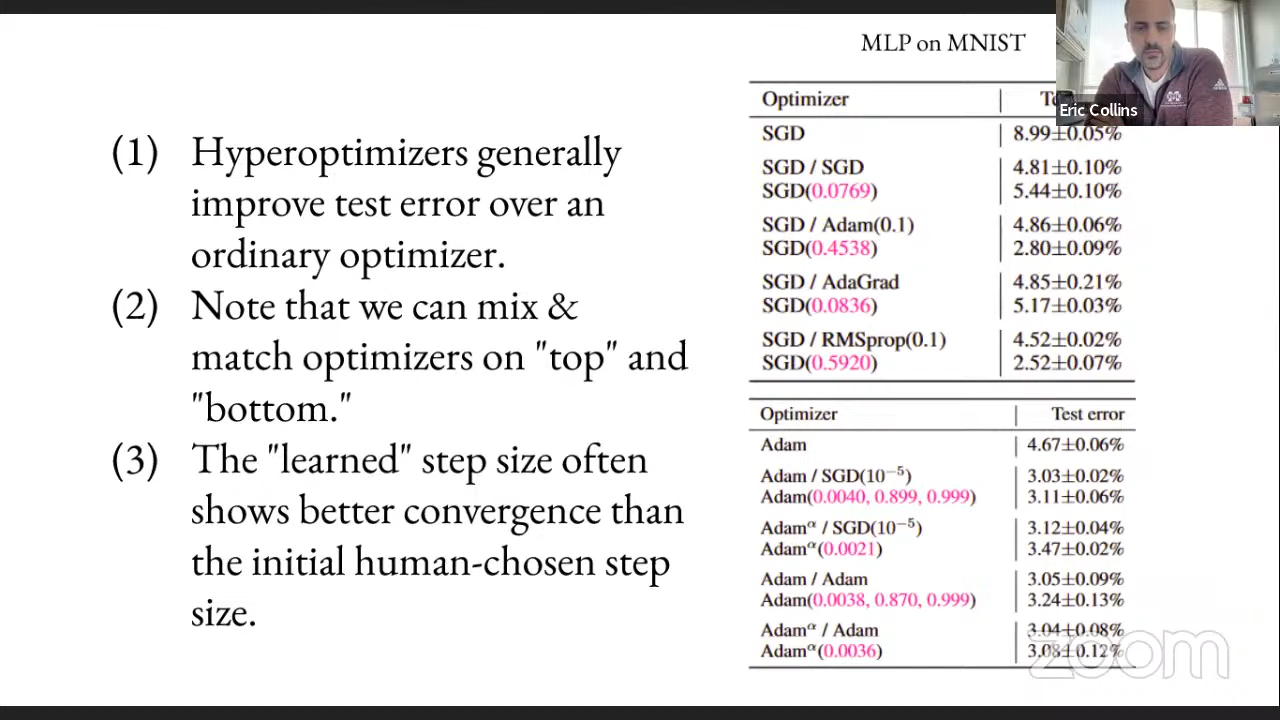 MLP on MNIST
Eric Collins
(1) Hyperoptimizers generally
improve test error over an
ordinary optimizer.
(2) Note that we can mix &
match optimizers on "top" and
"bottom."
(3) The "learned" step size often
shows better convergence than
the initial human-chosen step
size.
Optimizer
SGD 8.99±0.05%
SGD / SGD 4.81±0.10%
SGD(0.0769) 5.44±0.10%
SGD / Adam(0.1) 4.86±0.06%
SGD(0.4538) 2.80±0.09%
SGD / AdaGrad 4.85±0.21%
SGD(0.0836) 5.17±0.03%
SGD / RMSprop(0.1) 4.52±0.02%
SGD(0.5920) 2.52±0.07%
Optimizer Test error
Adam 4.67±0.06%
Adam / SGD(10⁻⁵) 3.03±0.02%
Adam(0.0040, 0.899, 0.999) 3.11±0.06%
Adamᵅ / SGD(10⁻⁵) 3.12±0.04%
Adamᵅ(0.0021) 3.47±0.02%
Adam / Adam 3.05±0.09%
Adam(0.0038, 0.870, 0.999) 3.24±0.13%
Adamᵅ / Adam 3.04±0.08%
Adamᵅ(0.0036) 3.08±0.12%
zoom